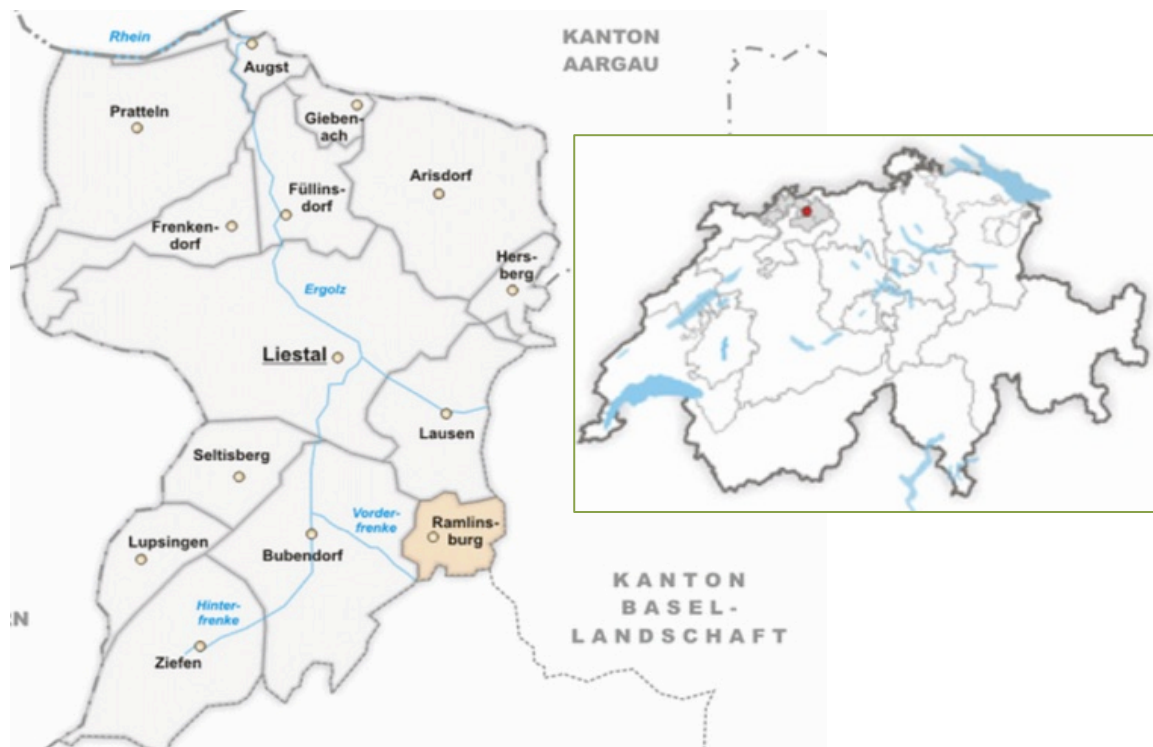 Rhein
KANTON
AARGAU
Augst
Pratteln
Gieben-
ach
Arisdorf
Füllins-
dorf
Frenken-
dorf
Hers-
berg
Ergolz
Liestal
Lausen
Seltisberg
Vorder-
frenke
Ramlins-
burg
Lupsingen
Bubendorf
KANTON
BASEL-
LANDSCHAFT
Hinter-
frenke
RN
Ziefen